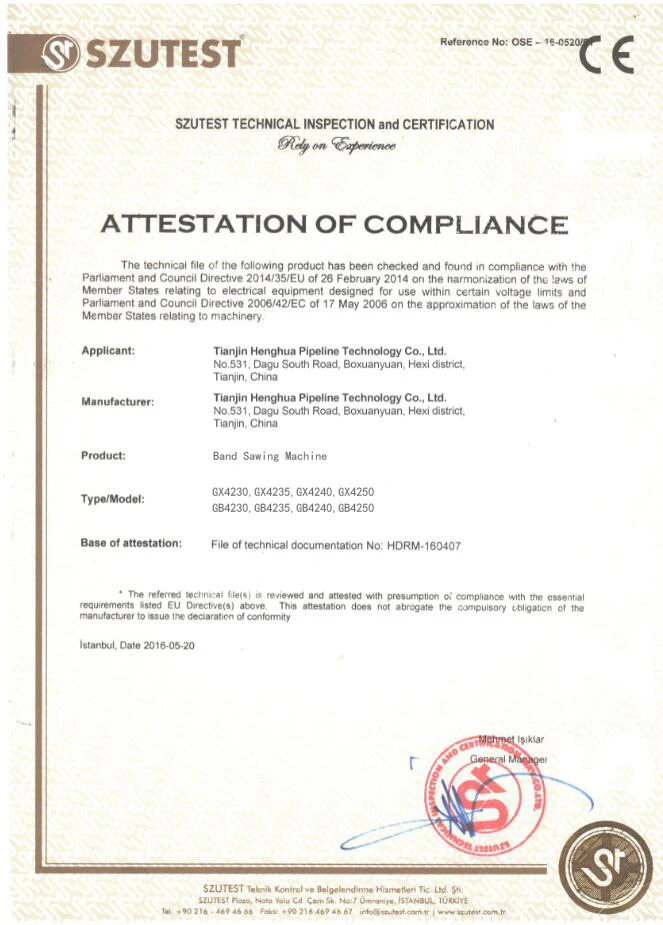 SZUTEST®
Reference No: OSE – 16-0520/
CE
SZUTEST TECHNICAL INSPECTION and CERTIFICATION
Rely on Experience
ATTESTATION OF COMPLIANCE
The technical file of the following product has been checked and found in compliance with the
Parliament and Council Directive 2014/35/EU of 26 February 2014 on the harmonization of the laws of
Member States relating to electrical equipment designed for use within certain voltage limits and
Parliament and Council Directive 2006/42/EC of 17 May 2006 on the approximation of the laws of the
Member States relating to machinery.
Applicant: Tianjin Henghua Pipeline Technology Co., Ltd.
No.531, Dagu South Road, Boxuanyuan, Hexi district,
Tianjin, China
Manufacturer: Tianjin Henghua Pipeline Technology Co., Ltd.
No.531, Dagu South Road, Boxuanyuan, Hexi district,
Tianjin, China
Product: Band Sawing Machine
Type/Model: GX4230, GX4235, GX4240, GX4250
GB4230, GB4235, GB4240, GB4250
Base of attestation: File of technical documentation No: HDRM-160407
* The referred technical file(s) is reviewed and attested with presumption of compliance with the essential
requirements listed EU Directive(s) above. This attestation does not abrogate the compulsory obligation of the
manufacturer to issue the declaration of conformity
İstanbul, Date 2016-05-20
Mehmet Işıklar
General Manager
SZUTEST TECHNICAL INSPECTION AND CERTIFICATION CO.LTD.
SZUTEST Teknik Kontrol ve Belgelendirme Hizmetleri Tic. Ltd. Şti.
SZUTEST Plaza, Nato Yolu Cd. Çam Sk. No:7 Ümraniye, İSTANBUL, TÜRKİYE
Tel: +90 216 - 469 46 66 Faks: +90 216 469 46 67 info@szutest.com.tr | www.szutest.com.tr